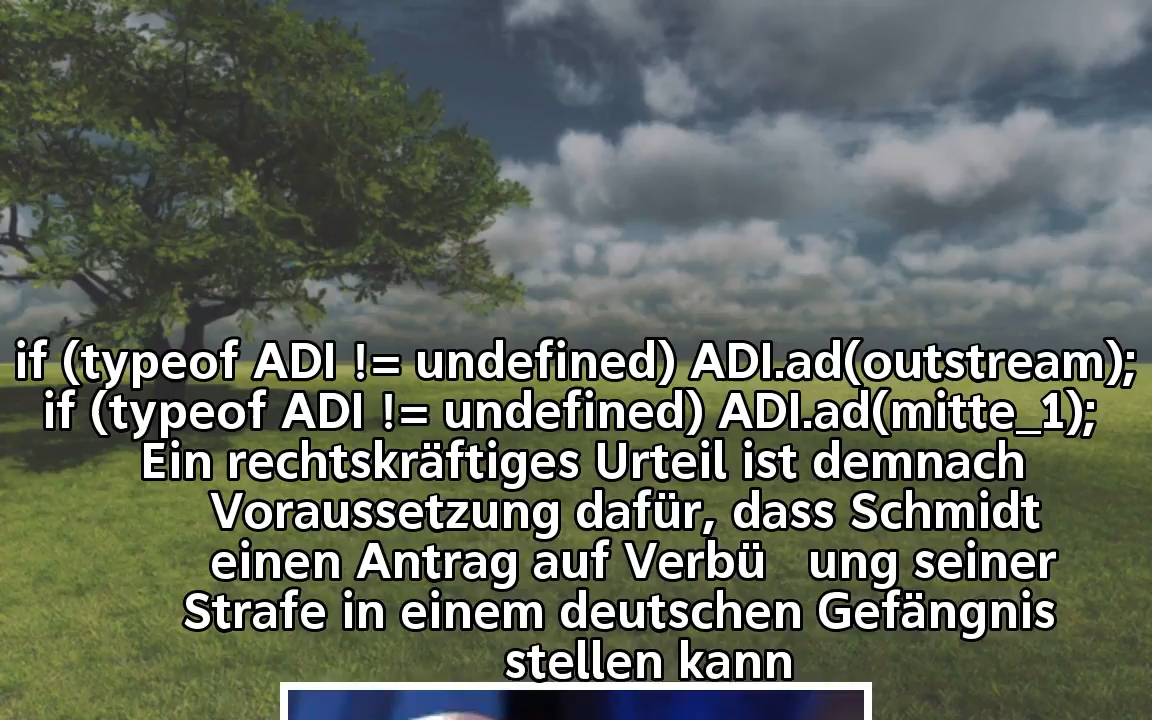 if (typeof ADI != undefined) ADI.ad(outstream);
if (typeof ADI != undefined) ADI.ad(mitte_1);
Ein rechtskräftiges Urteil ist demnach
Voraussetzung dafür, dass Schmidt
einen Antrag auf Verbü ung seiner
Strafe in einem deutschen Gefängnis
stellen kann